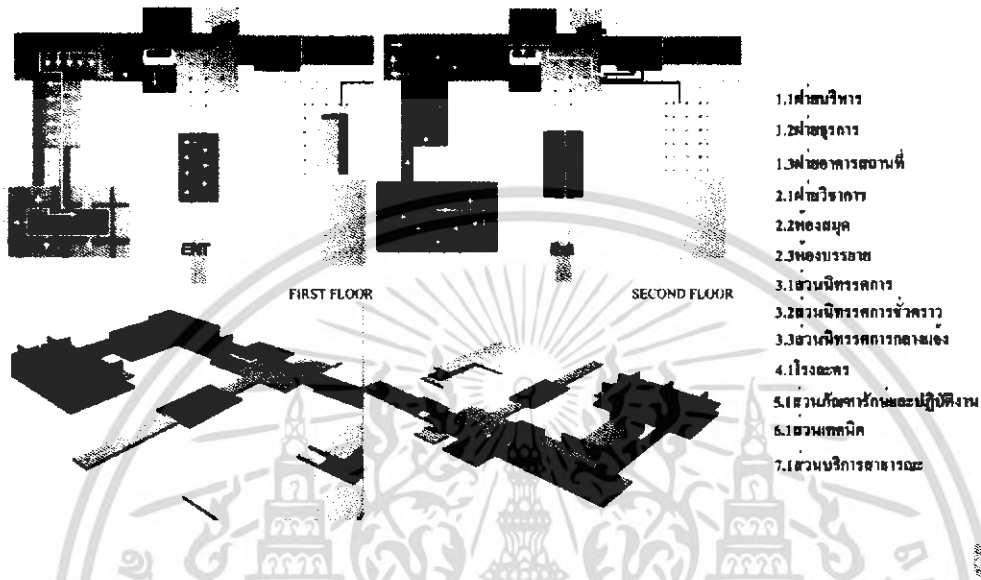 ENT
FIRST FLOOR
SECOND FLOOR
1.1ฝ่ายบริหาร
1.2ฝ่ายธุรการ
1.3ฝ่ายอาคารสถานที่
2.1ฝ่ายวิชาการ
2.2ห้องสมุด
2.3ห้องบรรยาย
3.1ส่วนนิทรรศการ
3.2ส่วนนิทรรศการชั่วคราว
3.3ส่วนนิทรรศการกลางแจ้ง
4.1โรงละคร
5.1ส่วนภัณฑารักษ์และปฏิบัติงาน
6.1ส่วนเทคนิค
7.1ส่วนบริการสาธารณะ